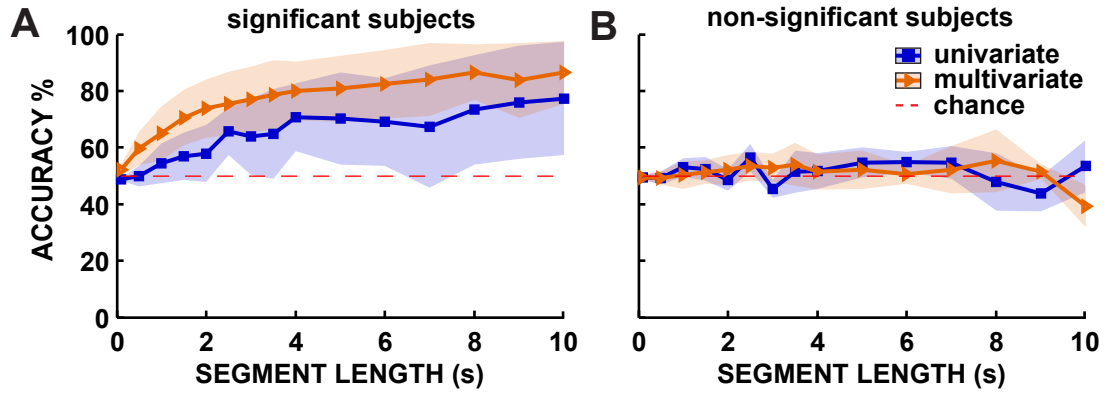 A
significant subjects
B
non-significant subjects
univariate
multivariate
chance
ACCURACY %
100
80
60
40
20
0
0 2 4 6 8 10
SEGMENT LENGTH (s)
0 2 4 6 8 10
SEGMENT LENGTH (s)